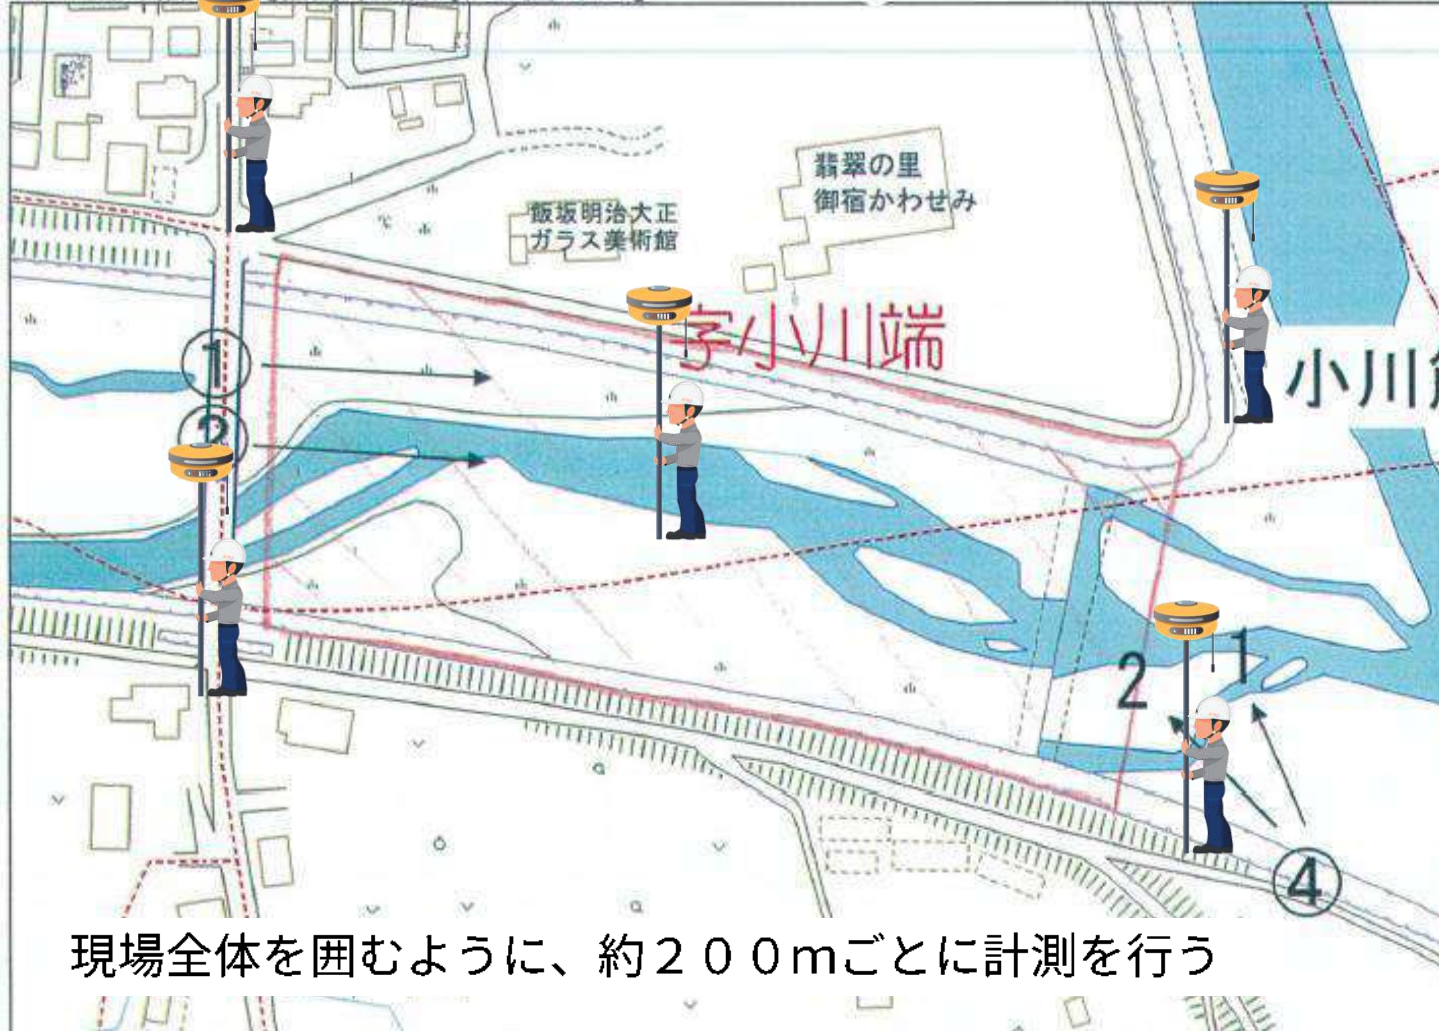 翡翠の里
御宿かわせみ
飯坂明治大正
ガラス美術館
字小川端
①
小川
2
1
④
現場全体を囲むように、約２００ｍごとに計測を行う